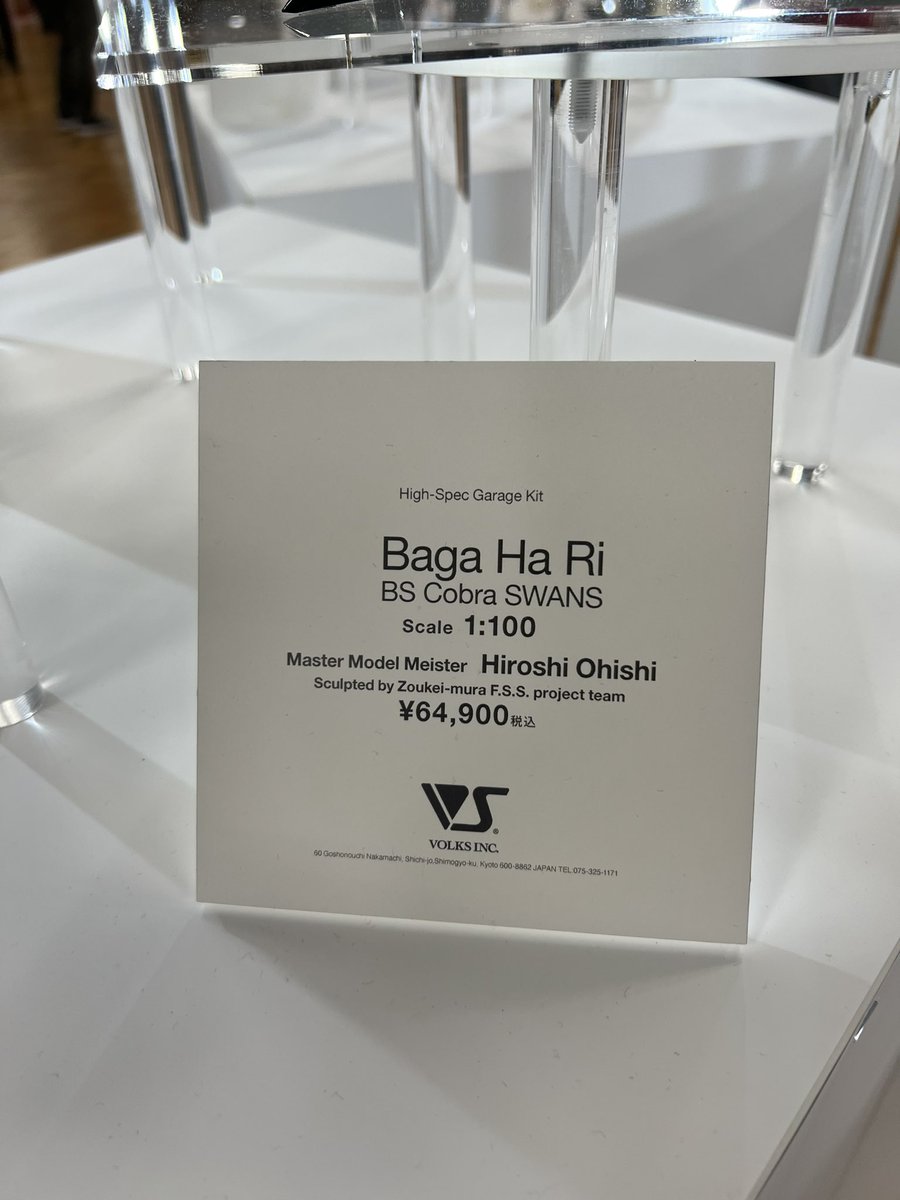 High-Spec Garage Kit
Baga Ha Ri
BS Cobra SWANS
Scale 1:100
Master Model Meister Hiroshi Ohishi
Sculpted by Zoukei-mura F.S.S. project team
¥64,900税込
VS®
VOLKS INC.
60 Goshonouchi Nakamachi, Shichi-jo,Shimogyo-ku, Kyoto 600-8862 JAPAN TEL:075-325-1171